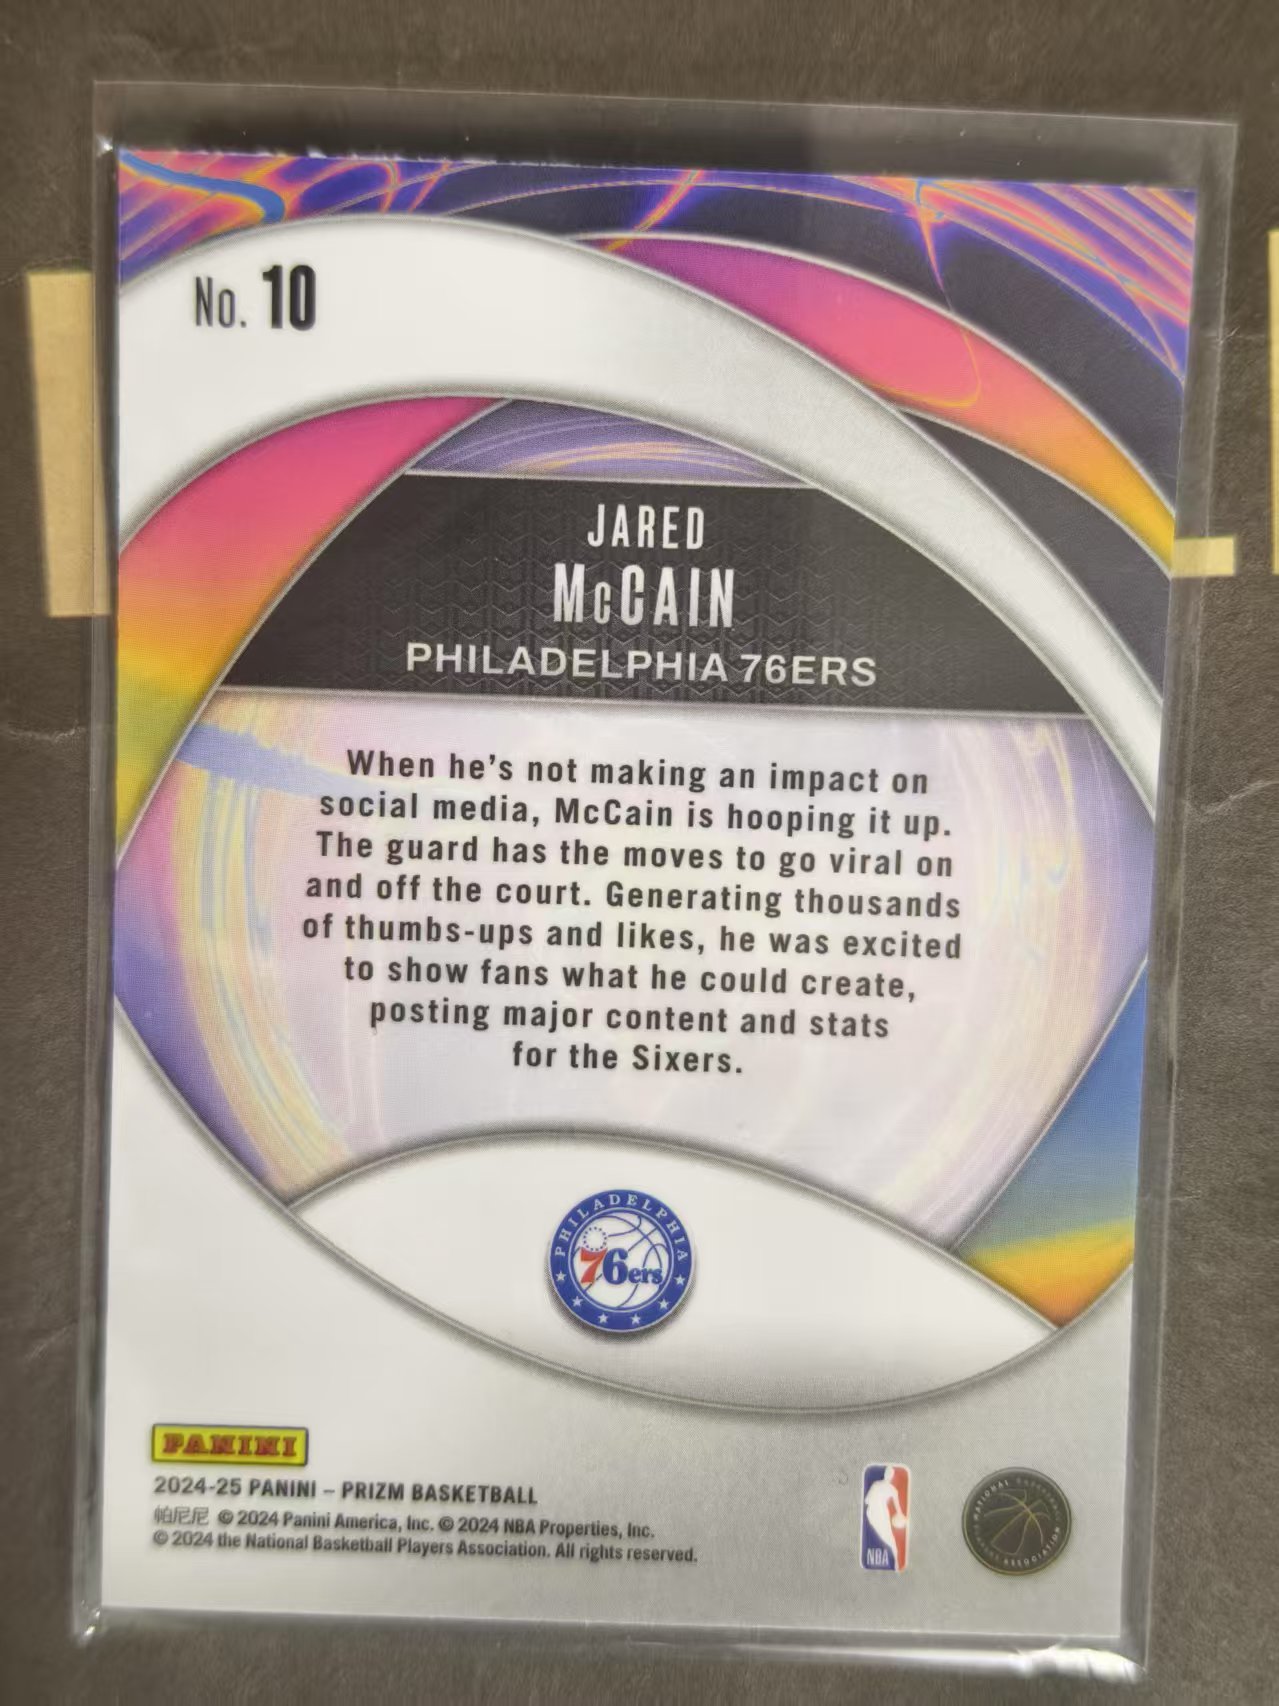 No. 10
JARED
McCAIN
PHILADELPHIA 76ERS
When he's not making an impact on
social media, McCain is hooping it up.
The guard has the moves to go viral on
and off the court. Generating thousands
of thumbs-ups and likes, he was excited
to show fans what he could create,
posting major content and stats
for the Sixers.
PHILADELPHIA
76ers
PANINI
2024-25 PANINI – PRIZM BASKETBALL
帕尼尼 © 2024 Panini America, Inc. © 2024 NBA Properties, Inc.
© 2024 the National Basketball Players Association. All rights reserved.
NBA
NATIONAL BASKETBALL
PLAYERS ASSOCIATION